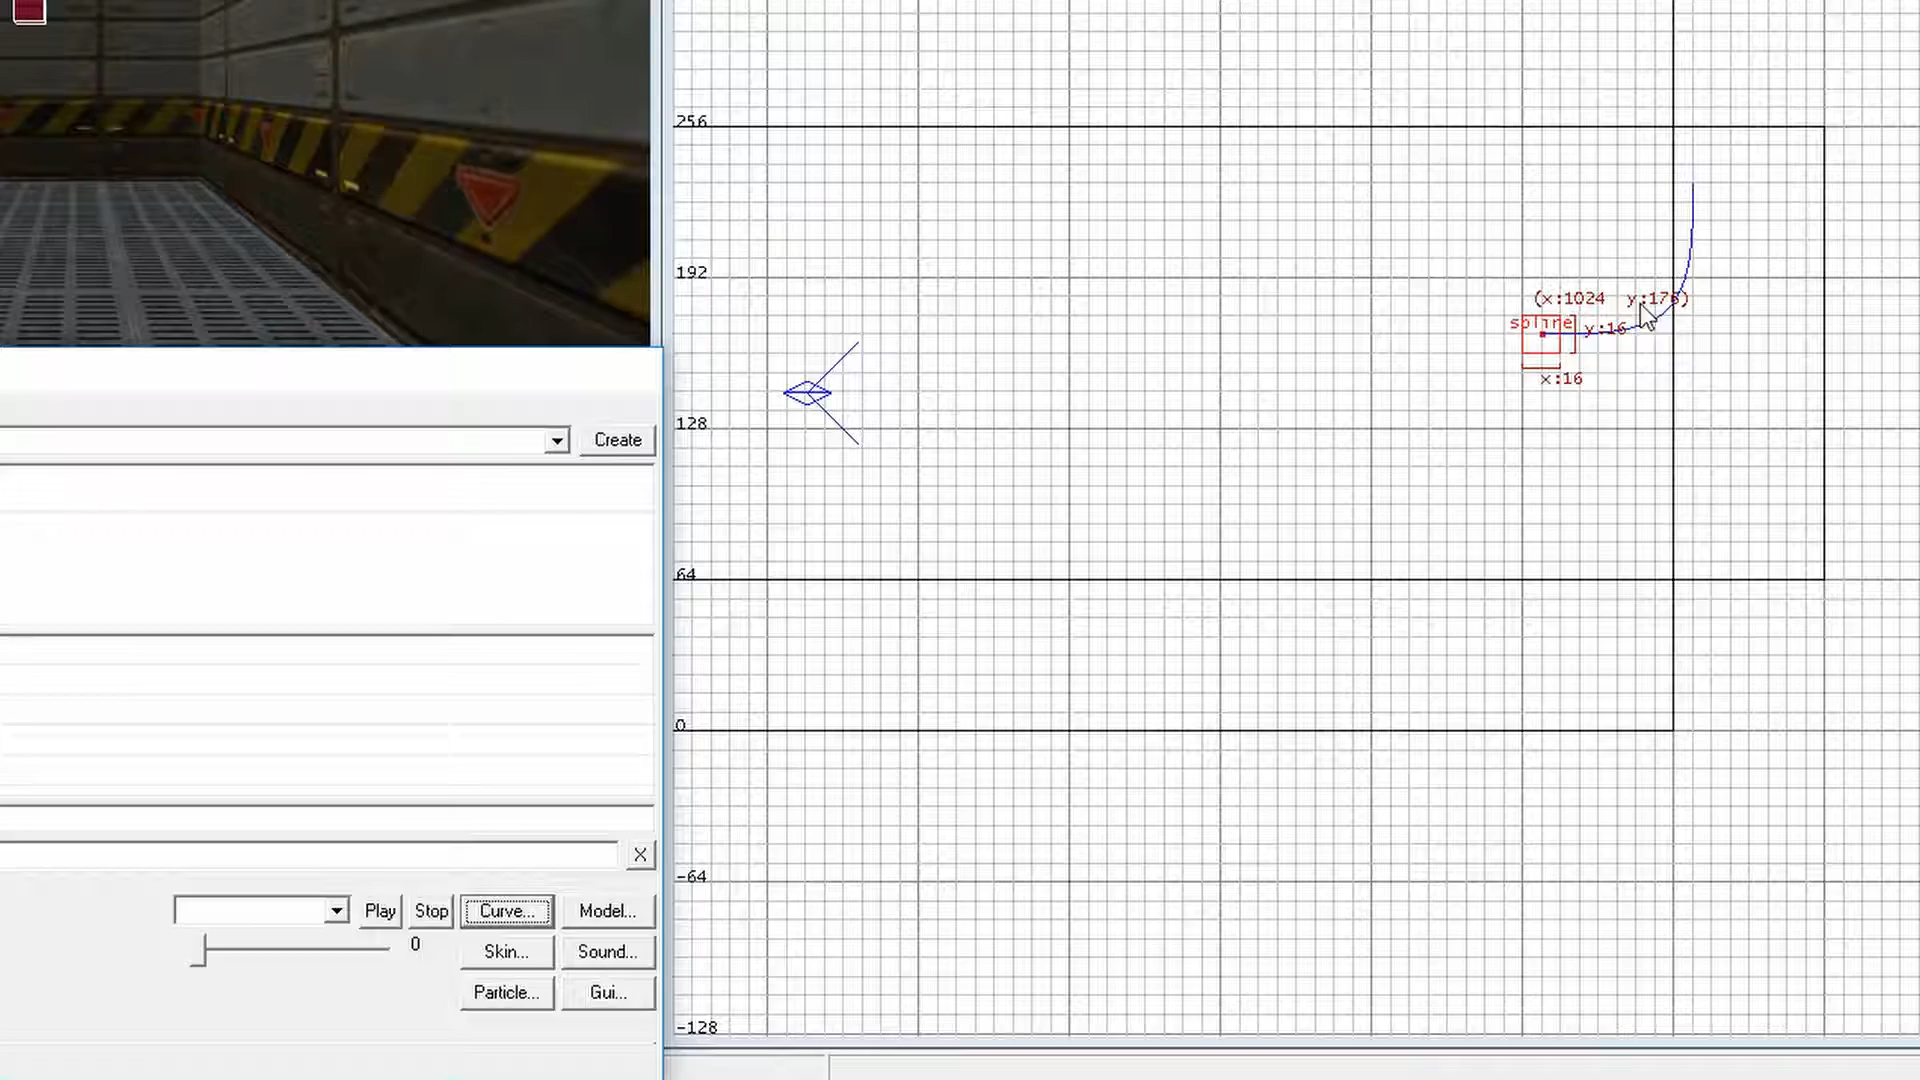 256
192
(x:1024 y:176)
spline
y:16
x:16
128
Create
64
0
X
-64
Play
Stop
Curve...
Model...
0
Skin...
Sound...
Particle...
Gui...
-128